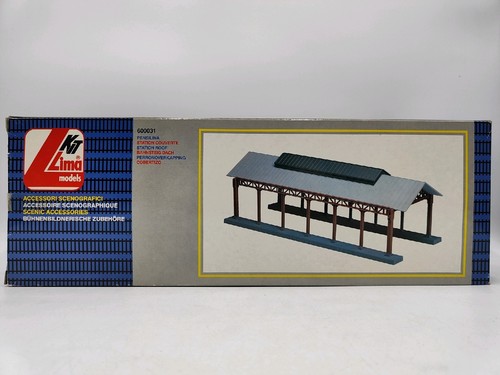 KIT
Lima®
models
ACCESSORI SCENOGRAFICI
ACCESSOIRE SCENOGRAPHIQUE
SCENIC ACCESSORIES
BÜHNENBILDNERISCHE ZUBEHÖRE
600031
PENSILINA
STATION COUVERTE
STATION ROOF
BAHNSTEIG DACH
PERRONOVERKAPPING
COBERTIZO